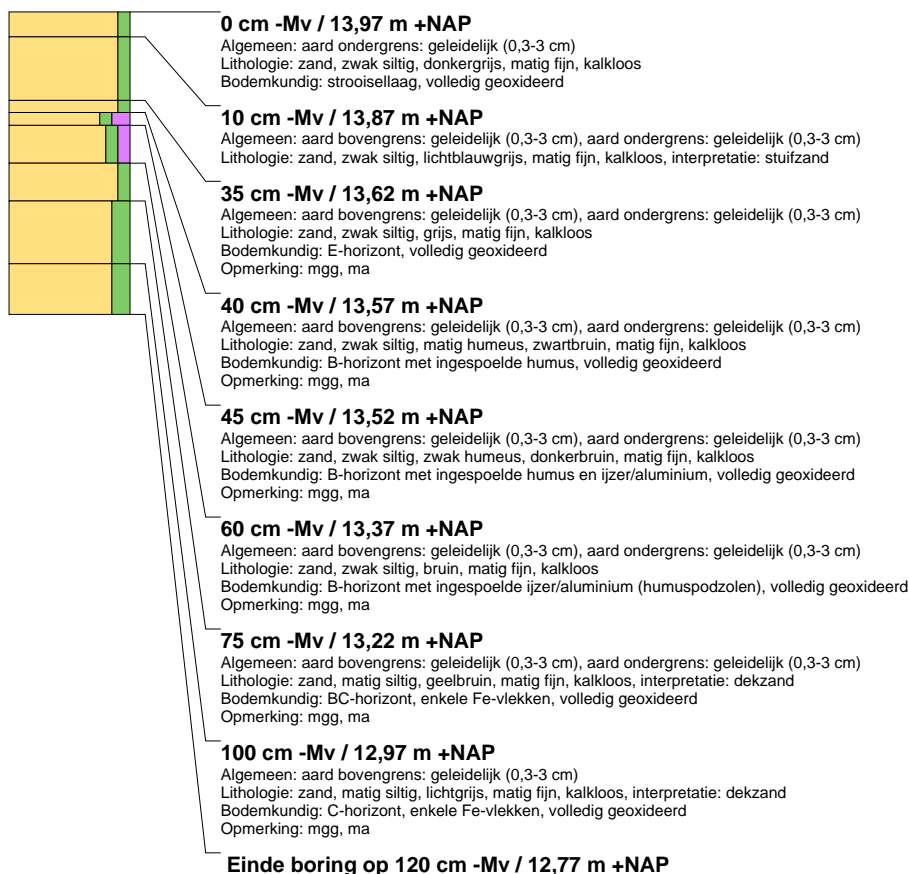 0 cm -Mv / 13,97 m +NAP
Algemeen: aard ondergrens: geleidelijk (0,3-3 cm)
Lithologie: zand, zwak siltig, donkergrijs, matig fijn, kalkloos
Bodemkundig: strooisellaag, volledig geoxideerd
10 cm -Mv / 13,87 m +NAP
Algemeen: aard bovengrens: geleidelijk (0,3-3 cm), aard ondergrens: geleidelijk (0,3-3 cm)
Lithologie: zand, zwak siltig, lichtblauwgrijs, matig fijn, kalkloos, interpretatie: stuifzand
35 cm -Mv / 13,62 m +NAP
Algemeen: aard bovengrens: geleidelijk (0,3-3 cm), aard ondergrens: geleidelijk (0,3-3 cm)
Lithologie: zand, zwak siltig, grijs, matig fijn, kalkloos
Bodemkundig: E-horizont, volledig geoxideerd
Opmerking: mgg, ma
40 cm -Mv / 13,57 m +NAP
Algemeen: aard bovengrens: geleidelijk (0,3-3 cm), aard ondergrens: geleidelijk (0,3-3 cm)
Lithologie: zand, zwak siltig, matig humeus, zwartbruin, matig fijn, kalkloos
Bodemkundig: B-horizont met ingespoelde humus, volledig geoxideerd
Opmerking: mgg, ma
45 cm -Mv / 13,52 m +NAP
Algemeen: aard bovengrens: geleidelijk (0,3-3 cm), aard ondergrens: geleidelijk (0,3-3 cm)
Lithologie: zand, zwak siltig, zwak humeus, donkerbruin, matig fijn, kalkloos
Bodemkundig: B-horizont met ingespoelde humus en ijzer/aluminium, volledig geoxideerd
Opmerking: mgg, ma
60 cm -Mv / 13,37 m +NAP
Algemeen: aard bovengrens: geleidelijk (0,3-3 cm), aard ondergrens: geleidelijk (0,3-3 cm)
Lithologie: zand, zwak siltig, bruin, matig fijn, kalkloos
Bodemkundig: B-horizont met ingespoelde ijzer/aluminium (humuspodzolen), volledig geoxideerd
Opmerking: mgg, ma
75 cm -Mv / 13,22 m +NAP
Algemeen: aard bovengrens: geleidelijk (0,3-3 cm), aard ondergrens: geleidelijk (0,3-3 cm)
Lithologie: zand, matig siltig, geelbruin, matig fijn, kalkloos, interpretatie: dekzand
Bodemkundig: BC-horizont, enkele Fe-vlekken, volledig geoxideerd
Opmerking: mgg, ma
100 cm -Mv / 12,97 m +NAP
Algemeen: aard bovengrens: geleidelijk (0,3-3 cm)
Lithologie: zand, matig siltig, lichtgrijs, matig fijn, kalkloos, interpretatie: dekzand
Bodemkundig: C-horizont, enkele Fe-vlekken, volledig geoxideerd
Opmerking: mgg, ma
Einde boring op 120 cm -Mv / 12,77 m +NAP